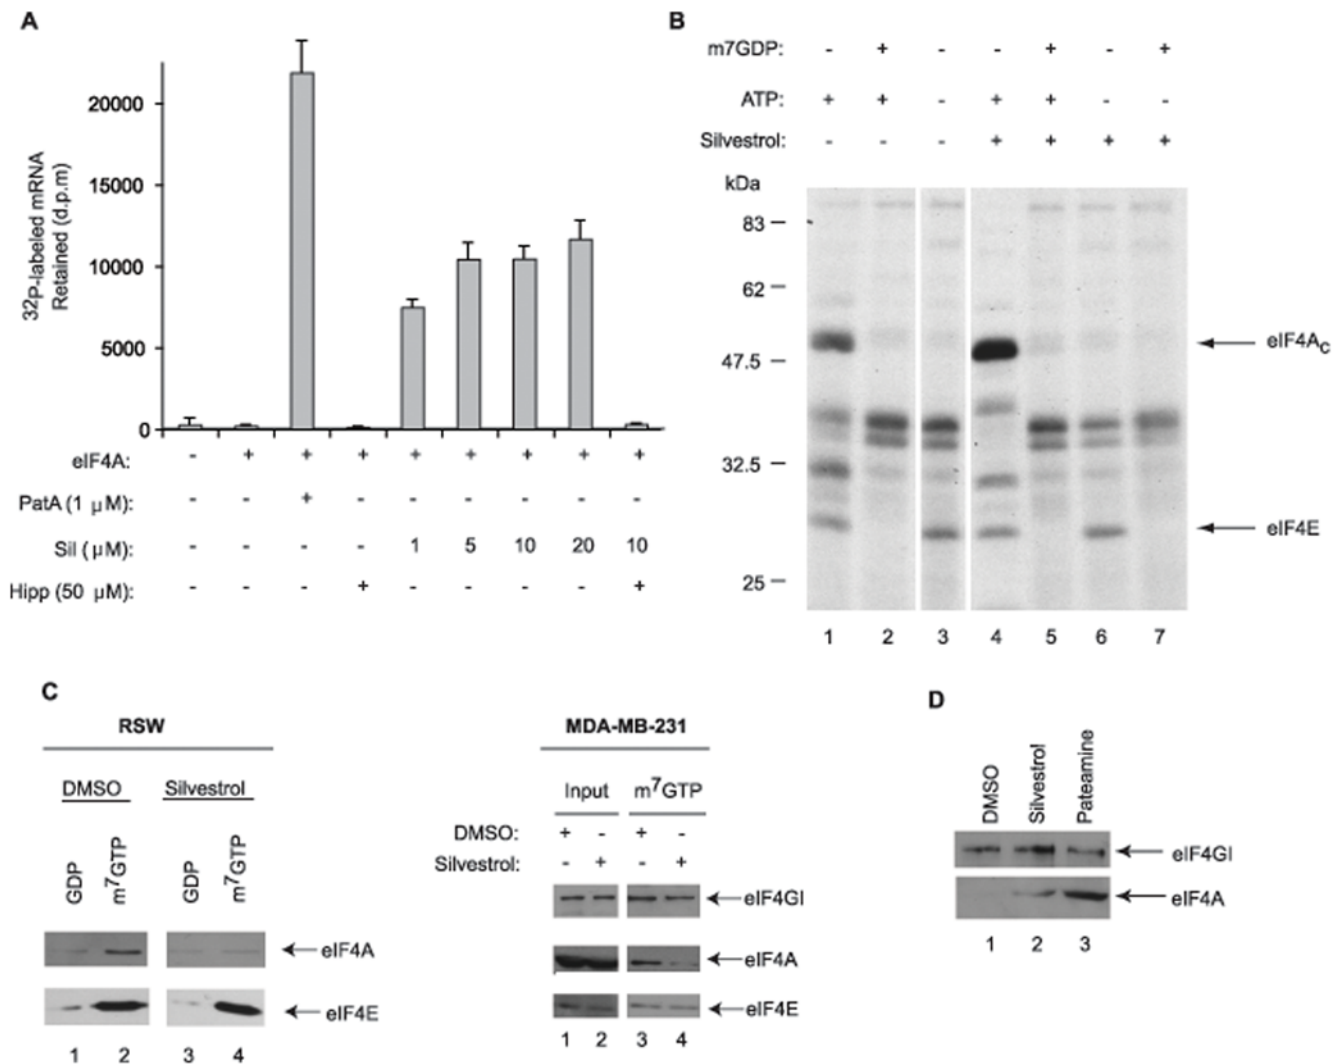 A
32P-labeled mRNA
Retained (d.p.m)
20000
15000
10000
5000
0
eIF4A: - + + + + + + + +
PatA (1 µM): - - + - - - - - -
Sil (µM): - - - - 1 5 10 20 10
Hipp (50 µM): - - - + - - - - +
B
m7GDP: - + - - + - +
ATP: + + - + + - -
Silvestrol: - - - + + + +
kDa
83
62
eIF4Ac
47.5
32.5
eIF4E
25
1 2 3 4 5 6 7
C
RSW
DMSO Silvestrol
GDP m7GTP GDP m7GTP
eIF4A
eIF4E
1 2 3 4
MDA-MB-231
Input m7GTP
DMSO: + - + -
Silvestrol: - + - +
eIF4GI
eIF4A
eIF4E
1 2 3 4
D
DMSO Silvestrol Pateamine
eIF4GI
eIF4A
1 2 3